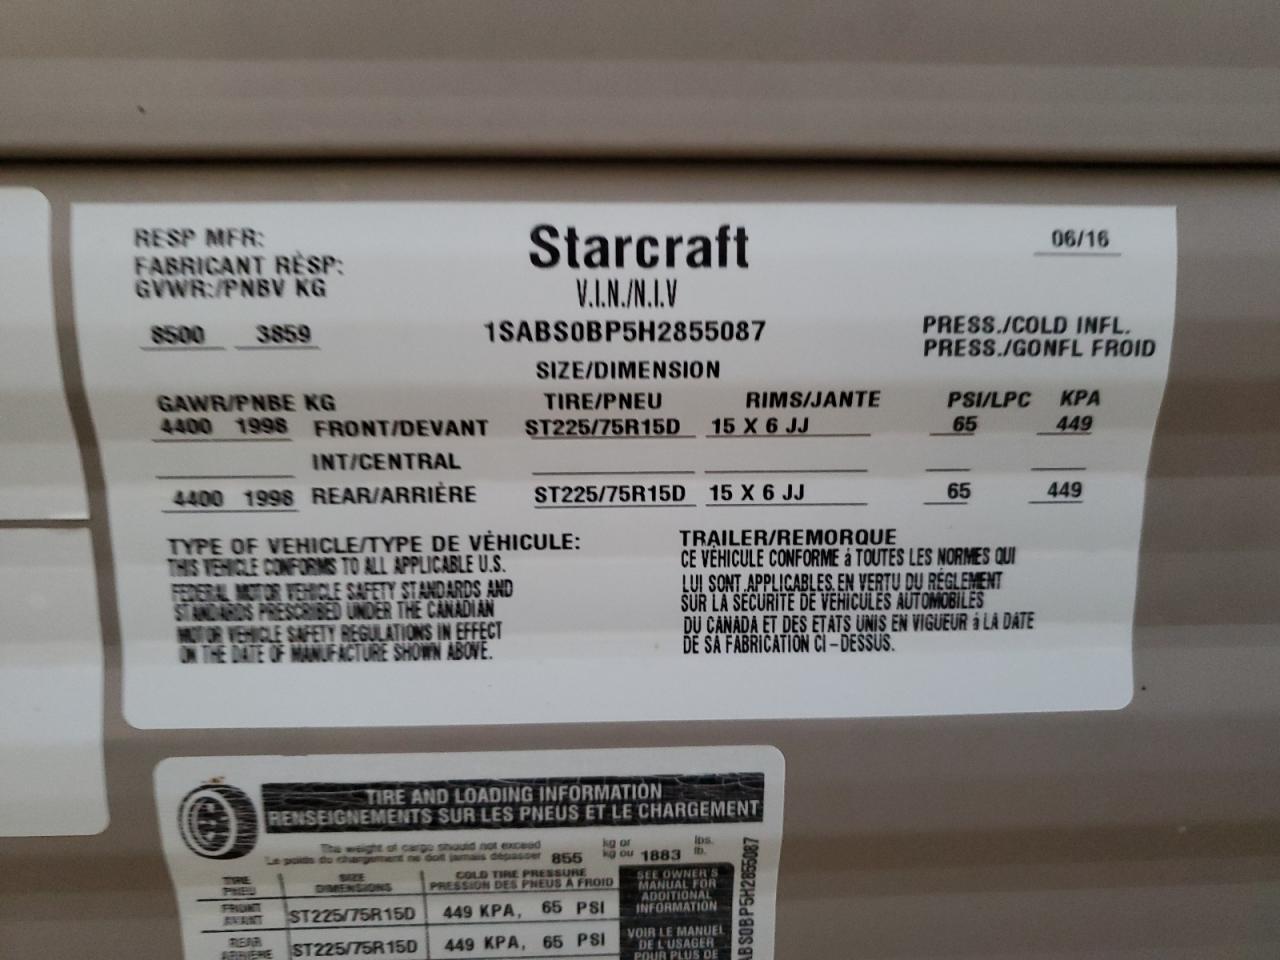 RESP MFR:
FABRICANT RÈSP:
GVWR:/PNBV KG
Starcraft
06/16
V.I.N./N.I.V
8500 3859
1SABS0BP5H2855087
PRESS./COLD INFL.
PRESS./GONFL FROID
SIZE/DIMENSION
GAWR/PNBE KG TIRE/PNEU RIMS/JANTE PSI/LPC KPA
4400 1998 FRONT/DEVANT ST225/75R15D 15 X 6 JJ 65 449
INT/CENTRAL
4400 1998 REAR/ARRIÈRE ST225/75R15D 15 X 6 JJ 65 449
TYPE OF VEHICLE/TYPE DE VÈHICULE:
THIS VEHICLE CONFORMS TO ALL APPLICABLE U.S.
FEDERAL MOTOR VEHICLE SAFETY STANDARDS AND
STANDARDS PRESCRIBED UNDER THE CANADIAN
MOTOR VEHICLE SAFETY REGULATIONS IN EFFECT
ON THE DATE OF MANUFACTURE SHOWN ABOVE.
TRAILER/REMORQUE
CE VÉHICULE CONFORME á TOUTES LES NORMES QUI
LUI SONT APPLICABLES EN VERTU DU RÉGLEMENT
SUR LA SÉCURITE DE VEHICULES AUTOMOBILES
DU CANADA ET DES ETATS UNIS EN VIGUEUR á LA DATE
DE SA FABRICATION CI-DESSUS.
TIRE AND LOADING INFORMATION
RENSEIGNEMENTS SUR LES PNEUS ET LE CHARGEMENT
The weight of cargo should not exceed kg or lbs.
Le poids du chargement ne doit jamais dépasser 855 kg ou 1883 lb.
TIRE SIZE COLD TIRE PRESSURE
PNEU DIMENSIONS PRESSION DES PNEUS A FROID
FRONT
AVANT ST225/75R15D 449 KPA, 65 PSI
REAR
ARRIÈRE ST225/75R15D 449 KPA, 65 PSI
SEE OWNER'S
MANUAL FOR
ADDITIONAL
INFORMATION
VOIR LE MANUEL
DE L'USAGER
POUR PLUS DE
ABS0BP5H2855087